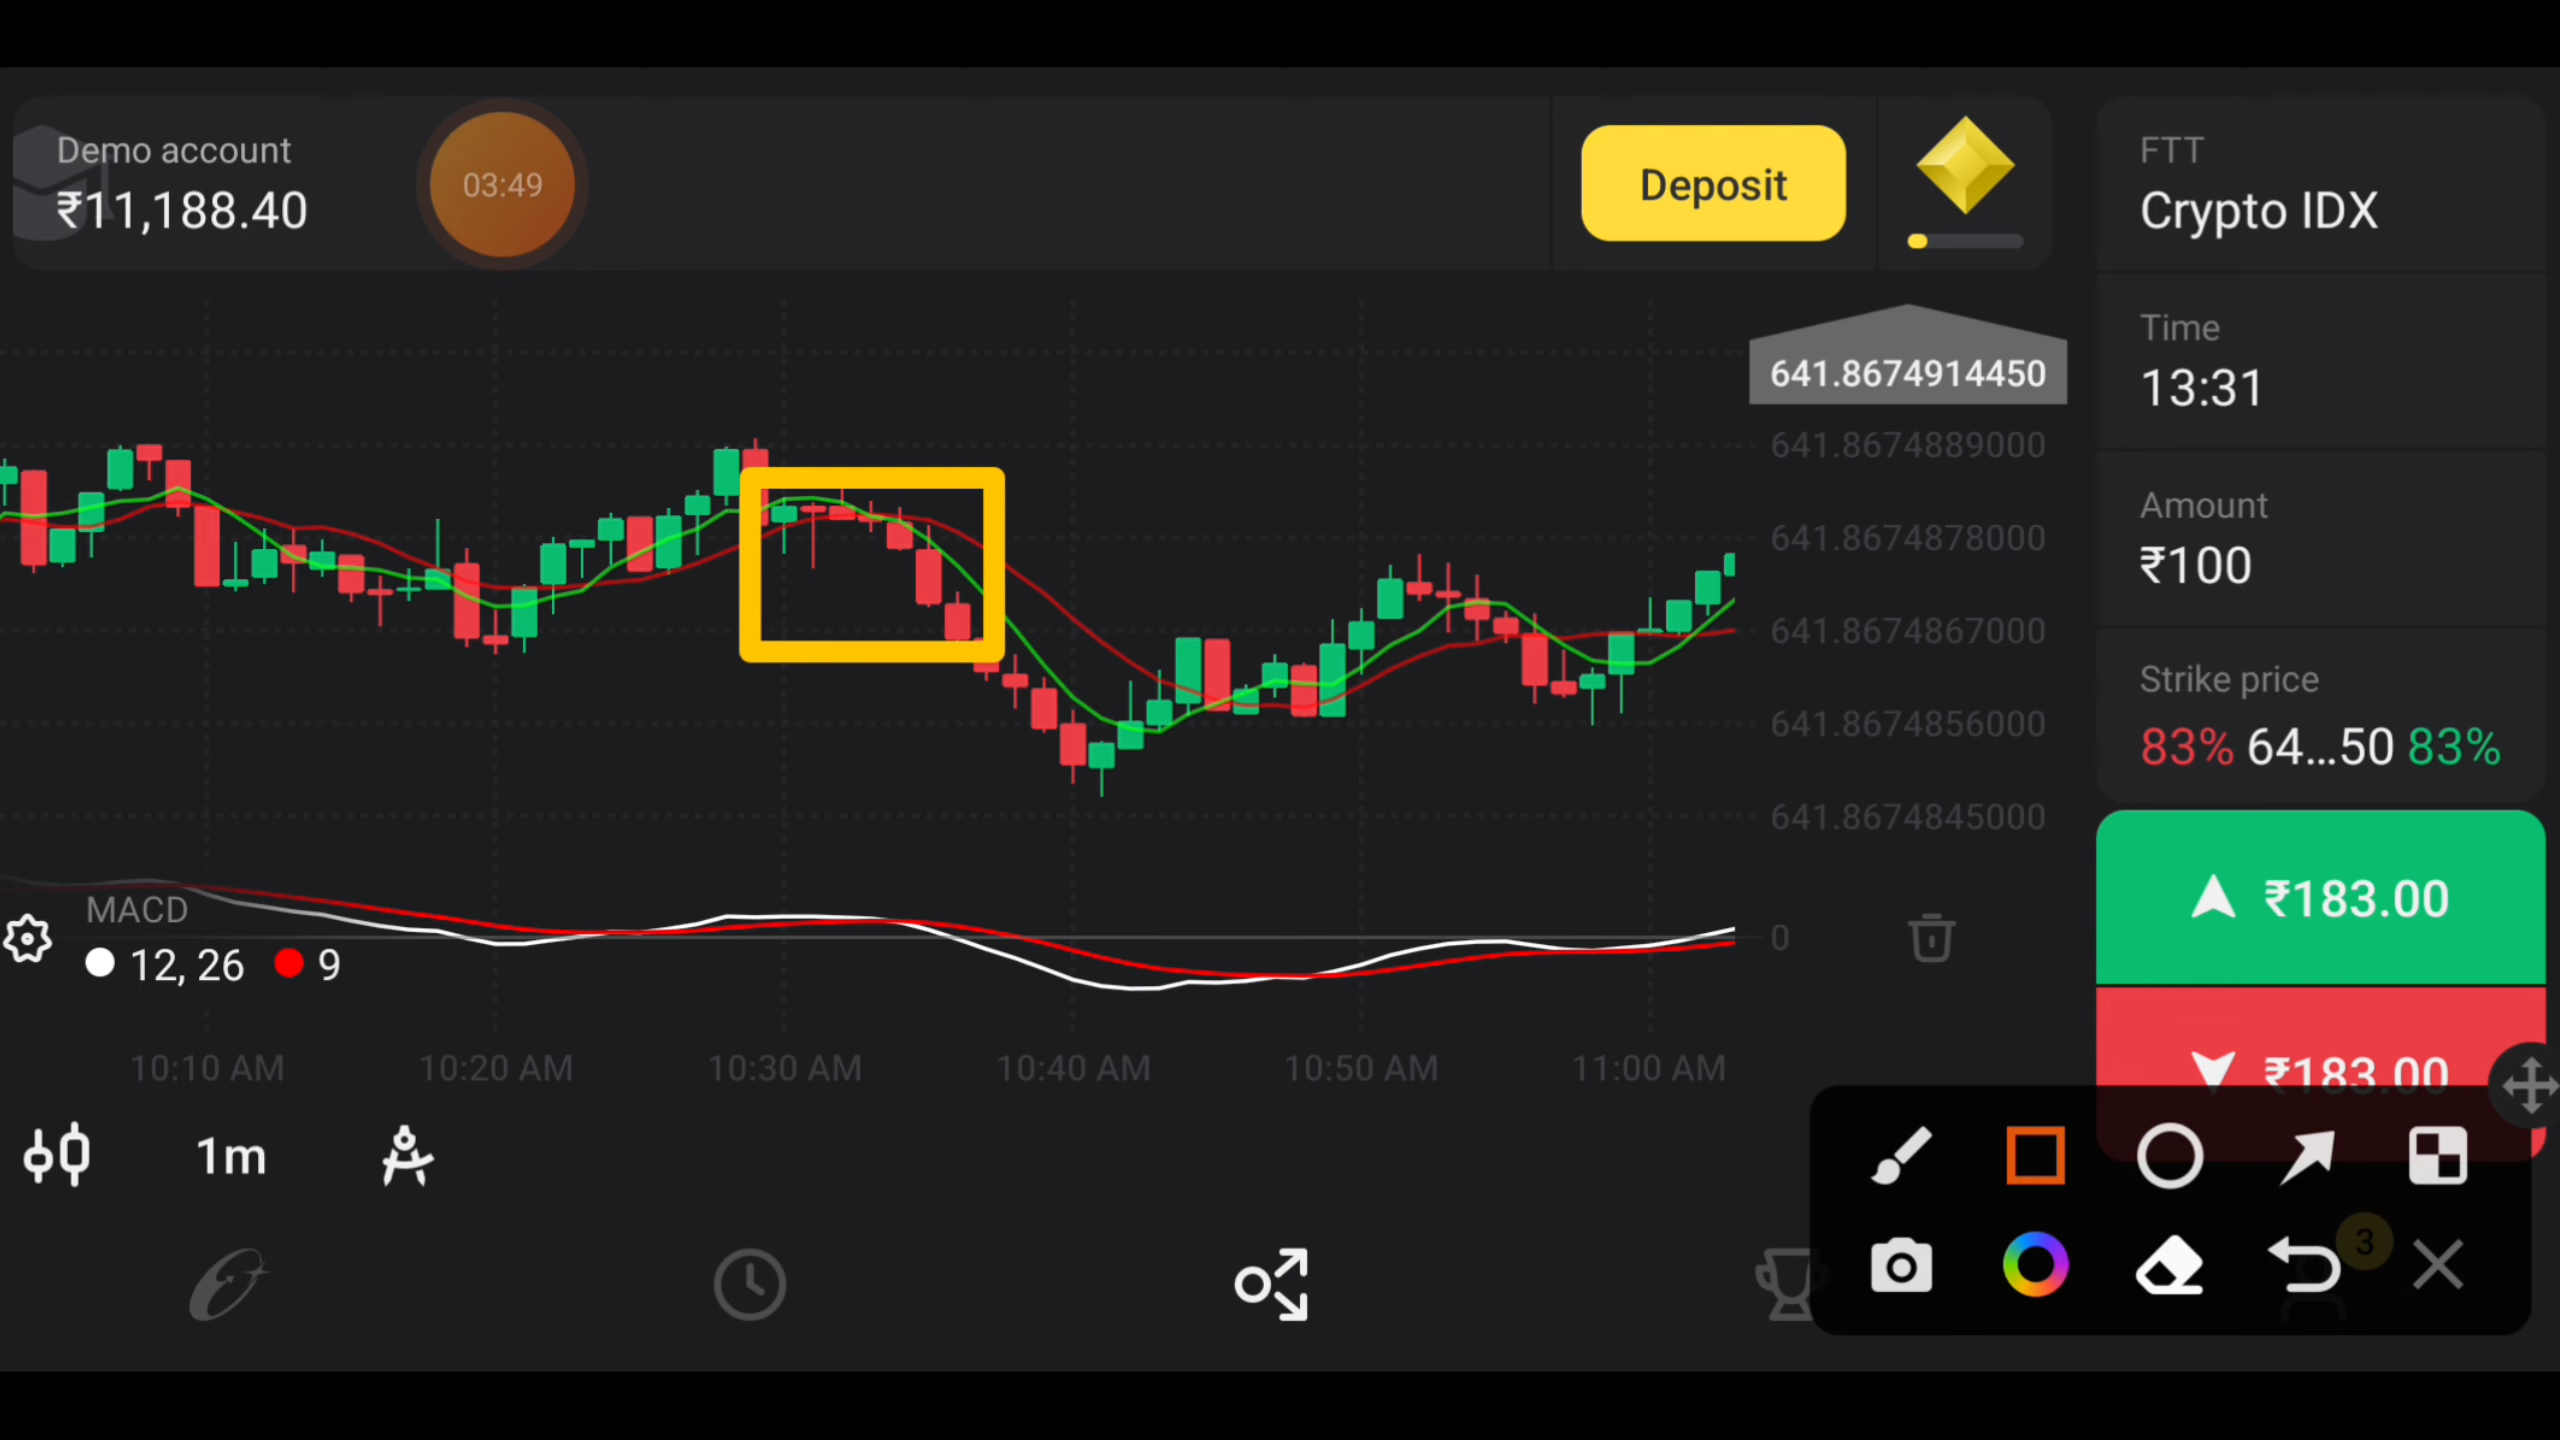 Demo account
₹11,188.40
03:49
Deposit
FTT
Crypto IDX
Time
13:31
Amount
₹100
Strike price
83% 64...50 83%
₹183.00
₹183.00
641.8674914450
641.8674889000
641.8674878000
641.8674867000
641.8674856000
641.8674845000
MACD
12, 26 9
0
10:10 AM 10:20 AM 10:30 AM 10:40 AM 10:50 AM 11:00 AM
1m
3